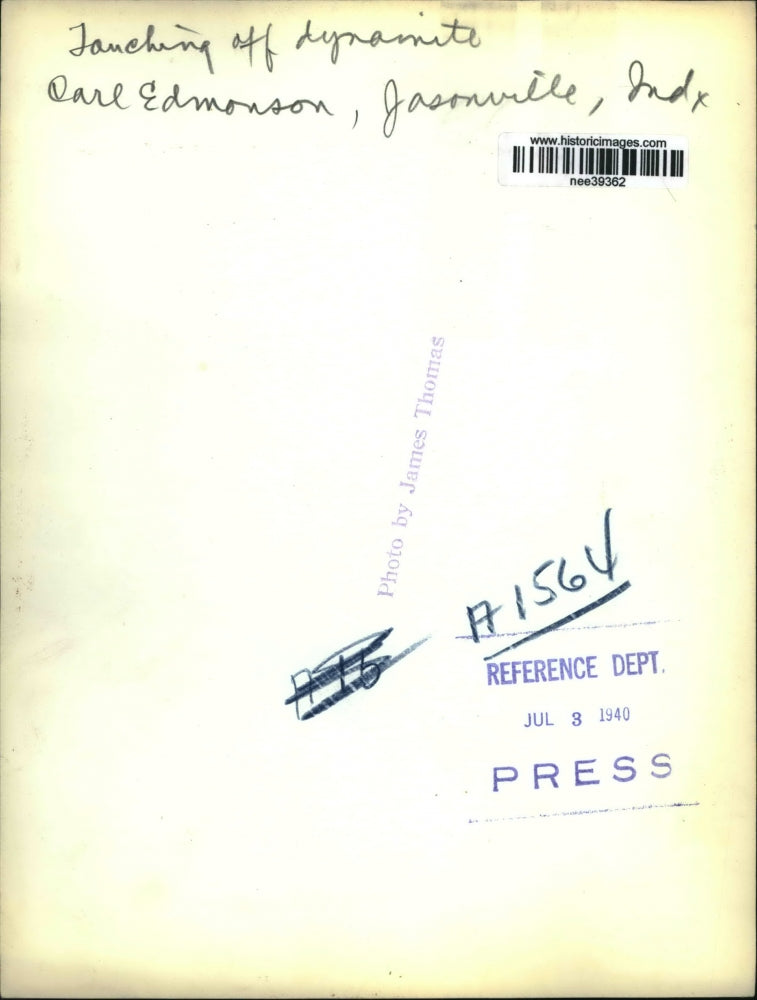 Touching off dynamite
Carl Edmonson, Jasonville, Ind x
www.historicimages.com
nee39362
Photo by James Thomas
A1564
A 15
REFERENCE DEPT.
JUL 3 1940
PRESS